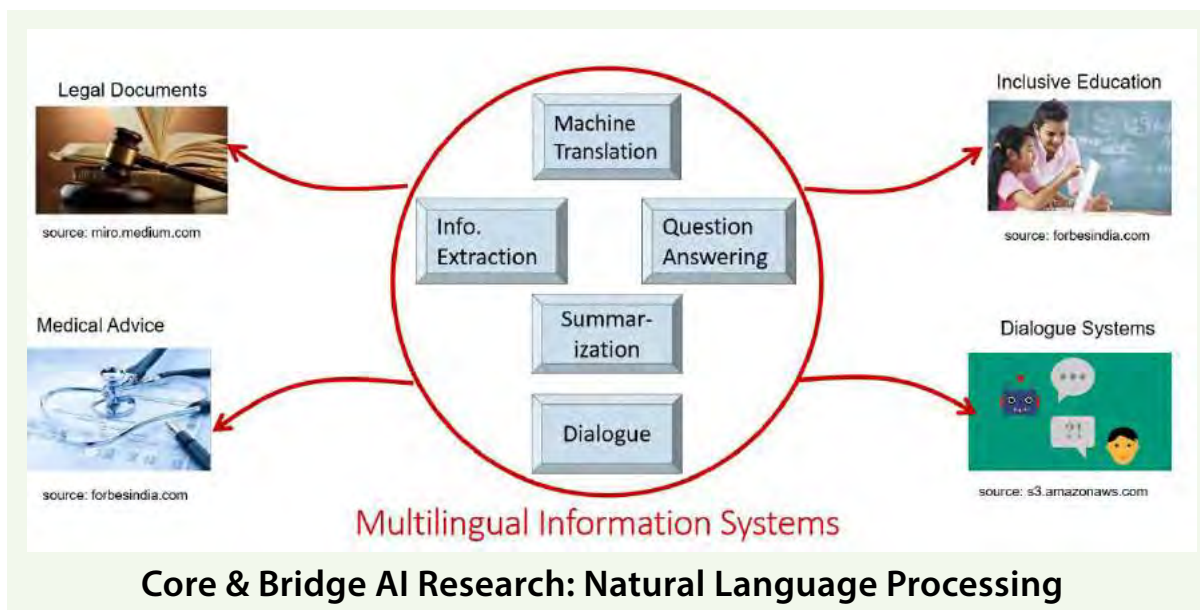 Legal Documents
source: miro.medium.com
Medical Advice
source: forbesindia.com
Machine
Translation
Info.
Extraction
Question
Answering
Summar-
ization
Dialogue
Multilingual Information Systems
Inclusive Education
source: forbesindia.com
Dialogue Systems
?!
source: s3.amazonaws.com
Core & Bridge AI Research: Natural Language Processing